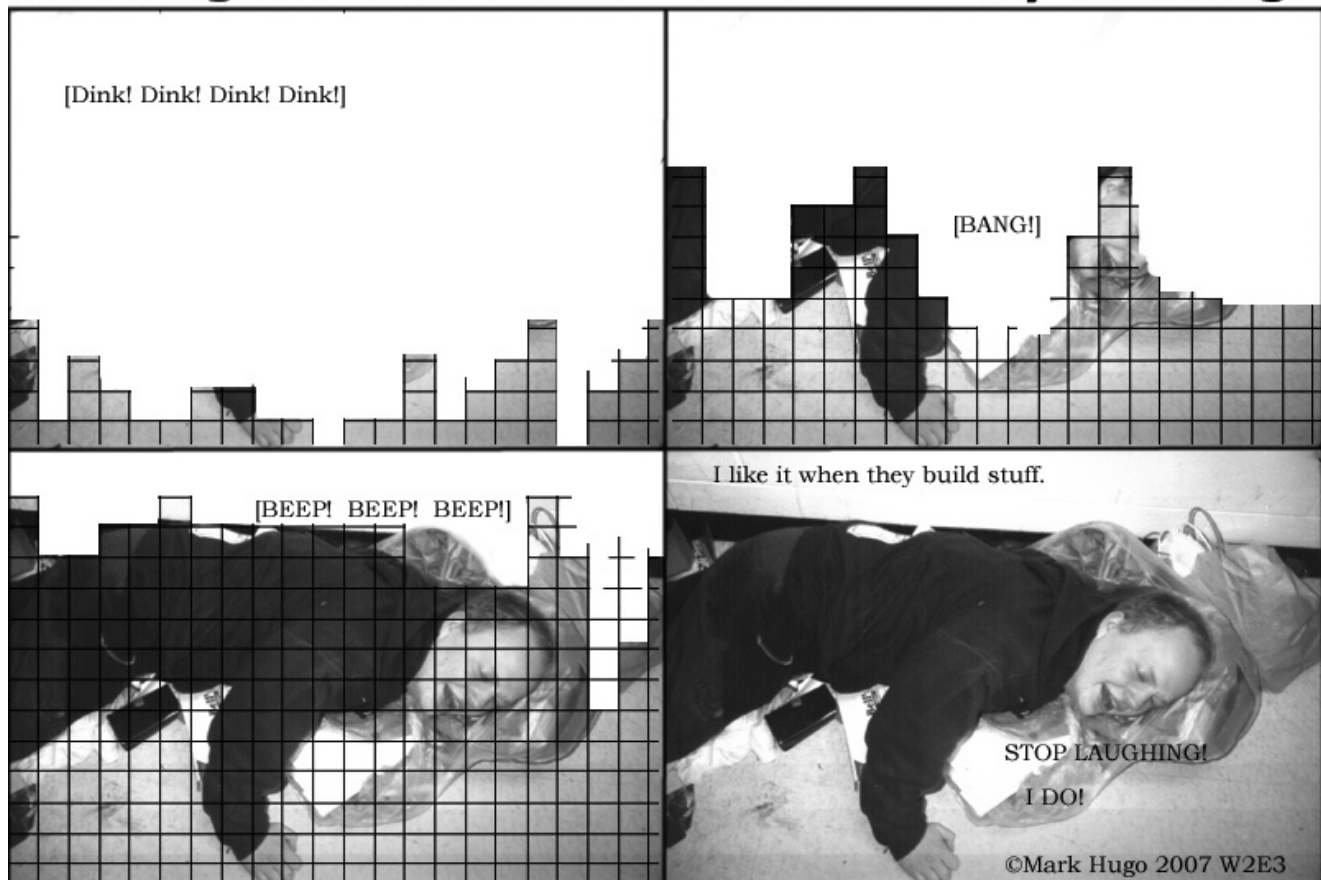 [Dink! Dink! Dink! Dink!]
[BANG!]
[BEEP! BEEP! BEEP!]
I like it when they build stuff.
STOP LAUGHING!
I DO!
©Mark Hugo 2007 W2E3